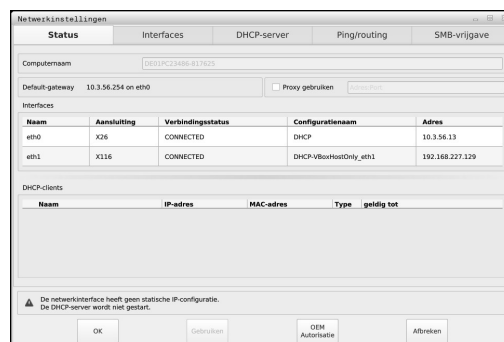 Netwerkinstellingen
Status Interfaces DHCP-server Ping/routing SMB-vrijgave
Computernaam DE01PC23486-B17625
Default-gateway 10.3.56.254 on eth0 Proxy gebruiken Adres:Port
Interfaces
Naam Aansluiting Verbindingsstatus Configuratienaam Adres
eth0 X26 CONNECTED DHCP 10.3.56.13
eth1 X116 CONNECTED DHCP-VBoxHostOnly_eth1 192.168.227.129
DHCP-clients
Naam IP-adres MAC-adres Type geldig tot
De netwerkinterface heeft geen statische IP-configuratie.
De DHCP-server wordt niet gestart.
OK Gebruiken OEM Autorisatie Afbreken